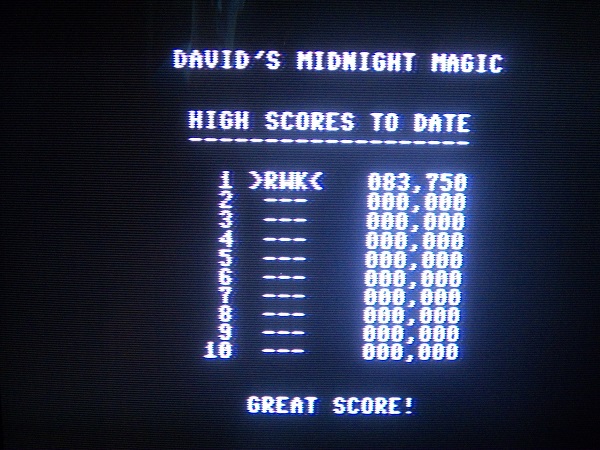 DAVID'S MIDNIGHT MAGIC
HIGH SCORES TO DATE
--------------------
1 >RWK< 083,750
2 --- 000,000
3 --- 000,000
4 --- 000,000
5 --- 000,000
6 --- 000,000
7 --- 000,000
8 --- 000,000
9 --- 000,000
10 --- 000,000
GREAT SCORE!